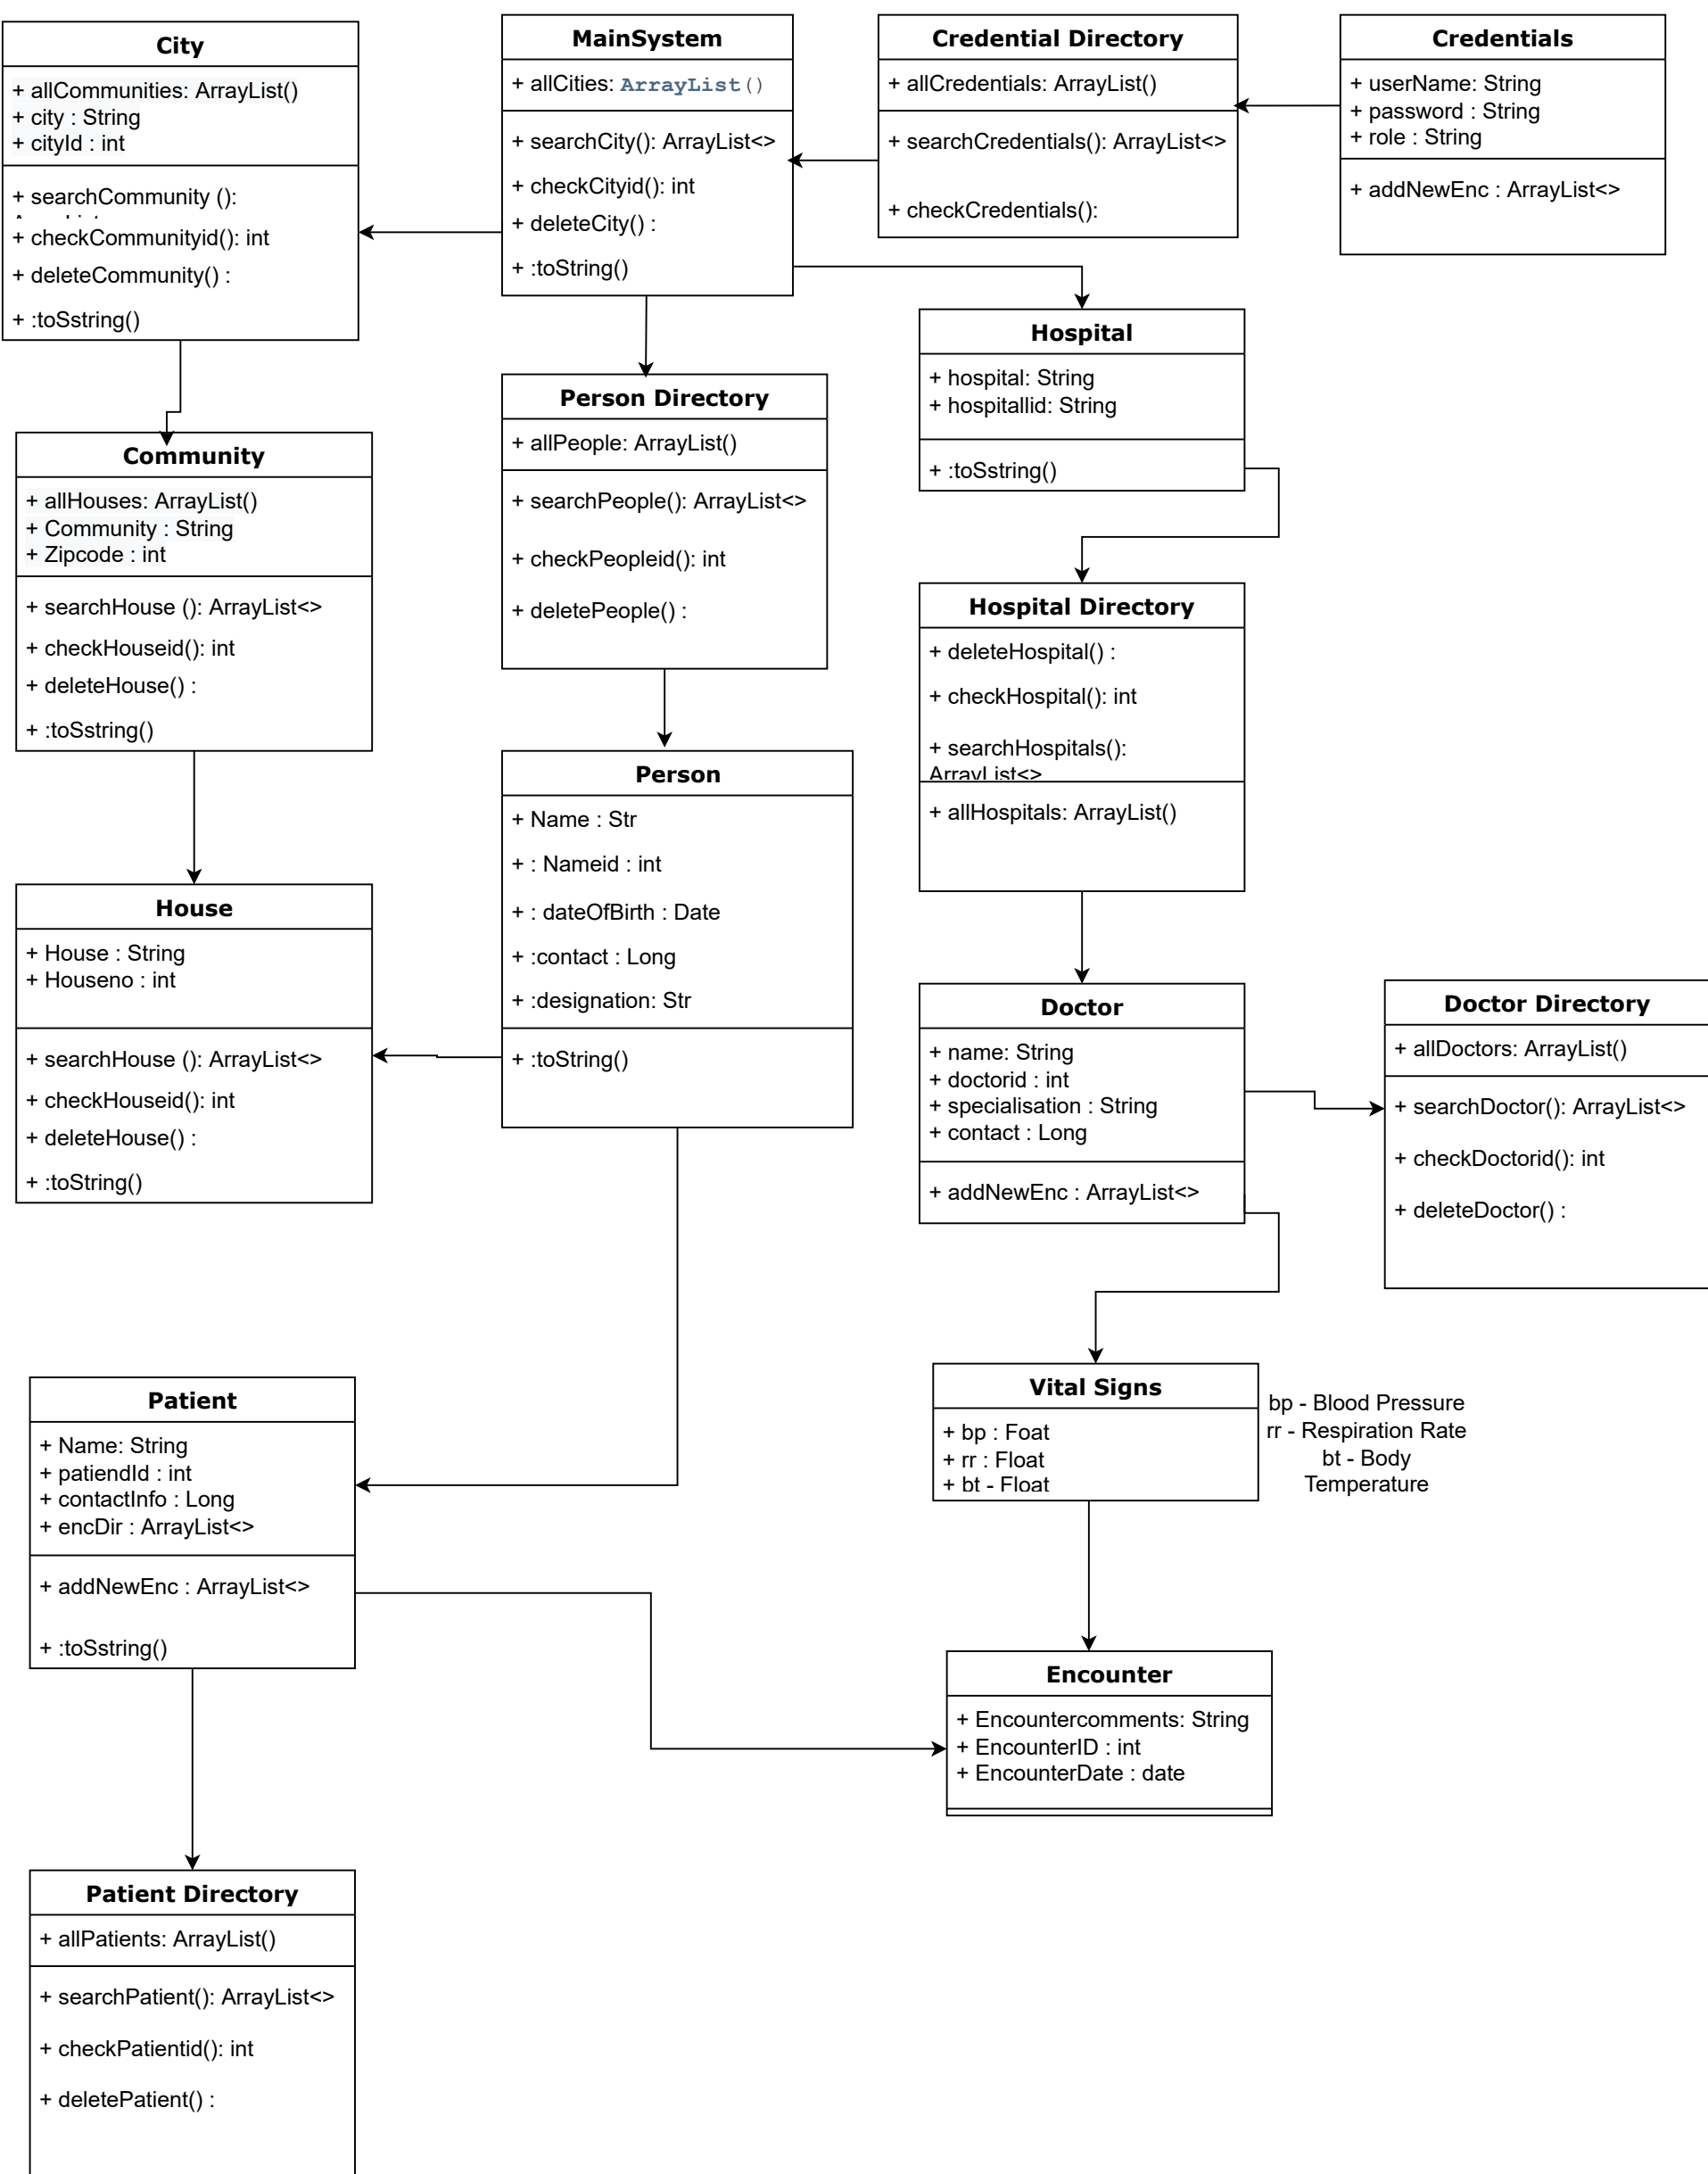 City
+ allCommunities: ArrayList()
+ city : String
+ cityId : int
+ searchCommunity ():
+ checkCommunityid(): int
+ deleteCommunity() :
+ :toSstring()
MainSystem
+ allCities: ArrayList()
+ searchCity(): ArrayList<>
+ checkCityid(): int
+ deleteCity() :
+ :toString()
Credential Directory
+ allCredentials: ArrayList()
+ searchCredentials(): ArrayList<>
+ checkCredentials():
Credentials
+ userName: String
+ password : String
+ role : String
+ addNewEnc : ArrayList<>
Hospital
+ hospital: String
+ hospitallid: String
+ :toSstring()
Person Directory
+ allPeople: ArrayList()
+ searchPeople(): ArrayList<>
+ checkPeopleid(): int
+ deletePeople() :
Community
+ allHouses: ArrayList()
+ Community : String
+ Zipcode : int
+ searchHouse (): ArrayList<>
+ checkHouseid(): int
+ deleteHouse() :
+ :toSstring()
Hospital Directory
+ deleteHospital() :
+ checkHospital(): int
+ searchHospitals():
ArrayList<>
+ allHospitals: ArrayList()
Person
+ Name : Str
+ : Nameid : int
+ : dateOfBirth : Date
+ :contact : Long
+ :designation: Str
+ :toString()
House
+ House : String
+ Houseno : int
+ searchHouse (): ArrayList<>
+ checkHouseid(): int
+ deleteHouse() :
+ :toString()
Doctor
+ name: String
+ doctorid : int
+ specialisation : String
+ contact : Long
+ addNewEnc : ArrayList<>
Doctor Directory
+ allDoctors: ArrayList()
+ searchDoctor(): ArrayList<>
+ checkDoctorid(): int
+ deleteDoctor() :
Patient
+ Name: String
+ patiendId : int
+ contactInfo : Long
+ encDir : ArrayList<>
+ addNewEnc : ArrayList<>
+ :toSstring()
Vital Signs
+ bp : Foat
+ rr : Float
+ bt - Float
bp - Blood Pressure
rr - Respiration Rate
bt - Body
Temperature
Encounter
+ Encountercomments: String
+ EncounterID : int
+ EncounterDate : date
Patient Directory
+ allPatients: ArrayList()
+ searchPatient(): ArrayList<>
+ checkPatientid(): int
+ deletePatient() :